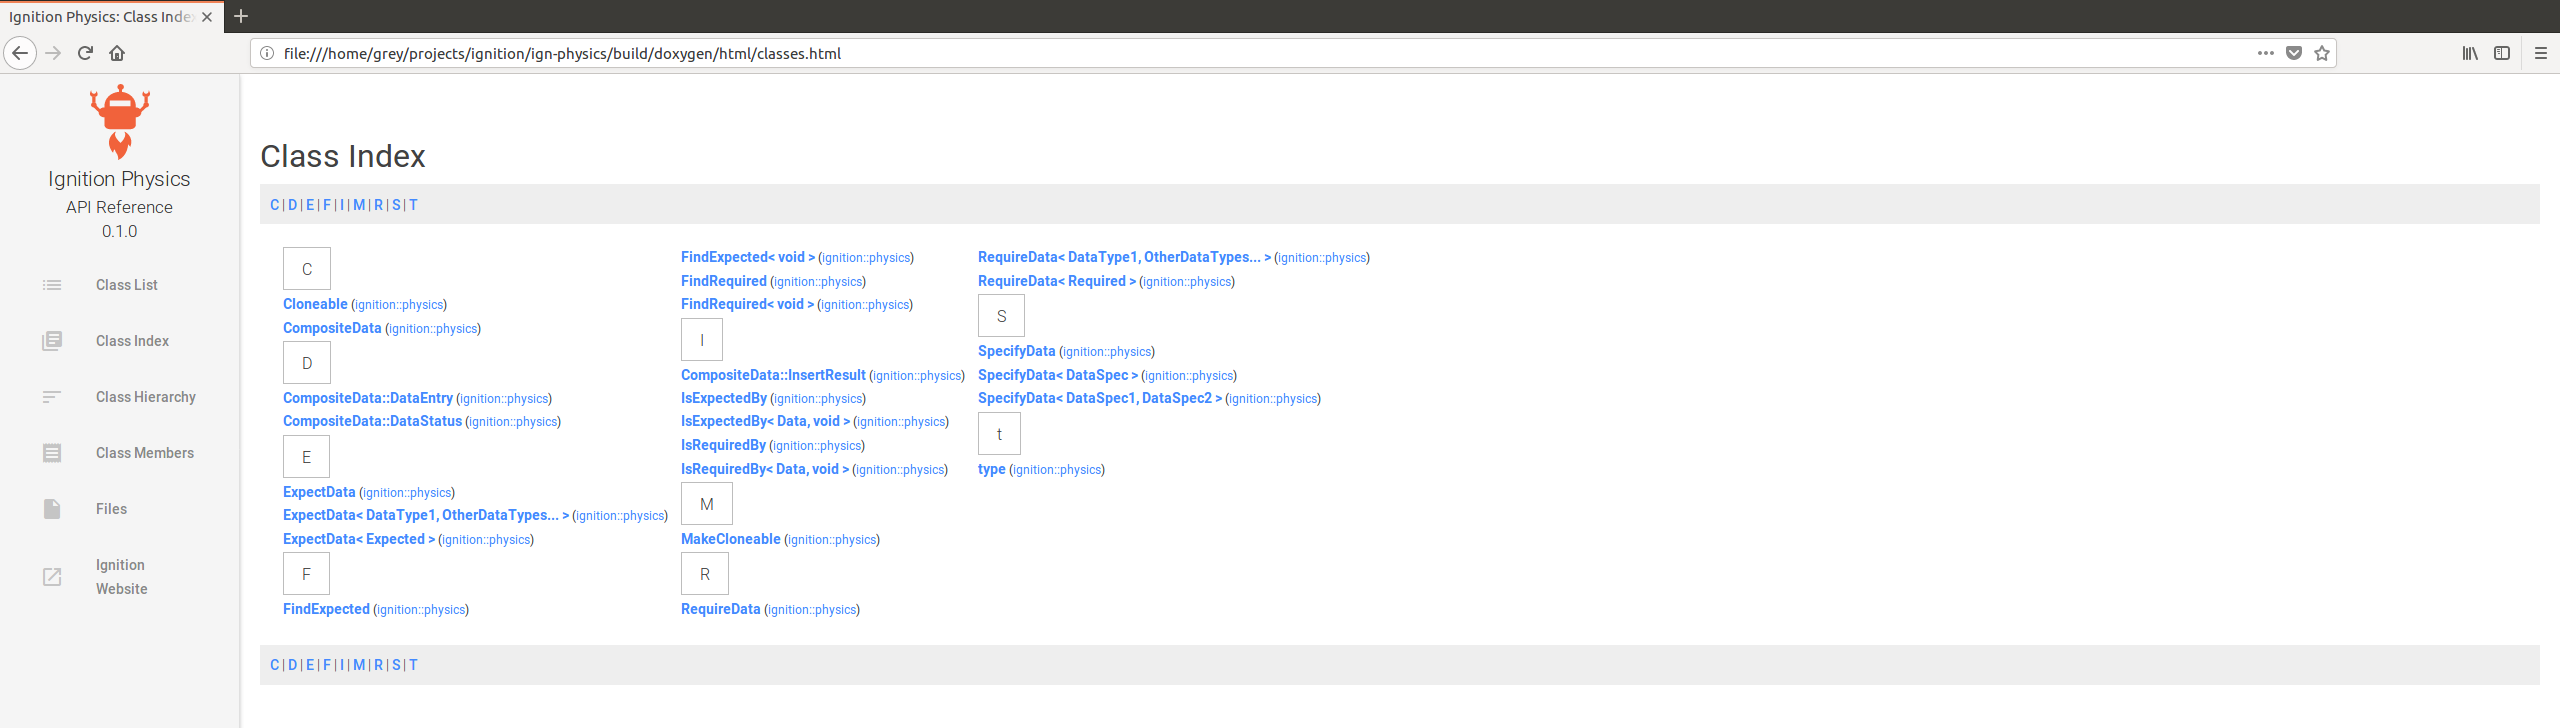 Ignition Physics: Class Inde
file:///home/grey/projects/ignition/ign-physics/build/doxygen/html/classes.html
Ignition Physics
API Reference
0.1.0
Class List
Class Index
Class Hierarchy
Class Members
Files
Ignition
Website
Class Index
C | D | E | F | I | M | R | S | T
C
Cloneable (ignition::physics)
CompositeData (ignition::physics)
D
CompositeData::DataEntry (ignition::physics)
CompositeData::DataStatus (ignition::physics)
E
ExpectData (ignition::physics)
ExpectData< DataType1, OtherDataTypes... > (ignition::physics)
ExpectData< Expected > (ignition::physics)
F
FindExpected (ignition::physics)
FindExpected< void > (ignition::physics)
FindRequired (ignition::physics)
FindRequired< void > (ignition::physics)
I
CompositeData::InsertResult (ignition::physics)
IsExpectedBy (ignition::physics)
IsExpectedBy< Data, void > (ignition::physics)
IsRequiredBy (ignition::physics)
IsRequiredBy< Data, void > (ignition::physics)
M
MakeCloneable (ignition::physics)
R
RequireData (ignition::physics)
RequireData< DataType1, OtherDataTypes... > (ignition::physics)
RequireData< Required > (ignition::physics)
S
SpecifyData (ignition::physics)
SpecifyData< DataSpec > (ignition::physics)
SpecifyData< DataSpec1, DataSpec2 > (ignition::physics)
t
type (ignition::physics)
C | D | E | F | I | M | R | S | T